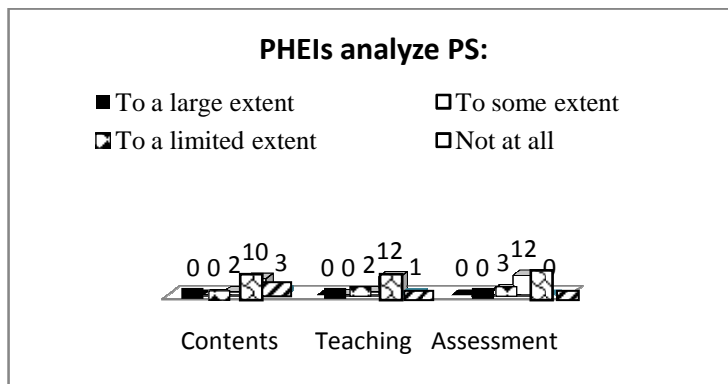 PHEIs analyze PS:
To a large extent
To some extent
To a limited extent
Not at all
0 0 2 10 3 0 0 2 12 1 0 0 3 12 0
Contents Teaching Assessment